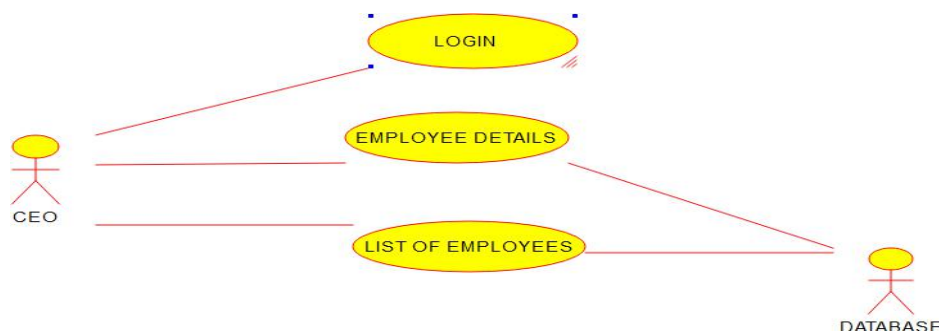 LOGIN
EMPLOYEE DETAILS
CEO
LIST OF EMPLOYEES
DATABASE